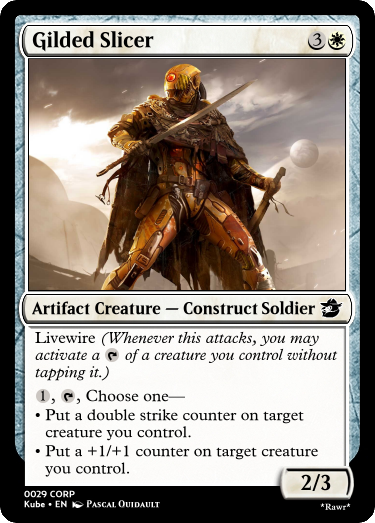 Gilded Slicer 3
Artifact Creature — Construct Soldier
Livewire (Whenever this attacks, you may
activate a of a creature you control without
tapping it.)
1, , Choose one—
• Put a double strike counter on target
creature you control.
• Put a +1/+1 counter on target creature
you control.
2/3
0029 CORP
Kube • EN Pascal Quidault
*Rawr*